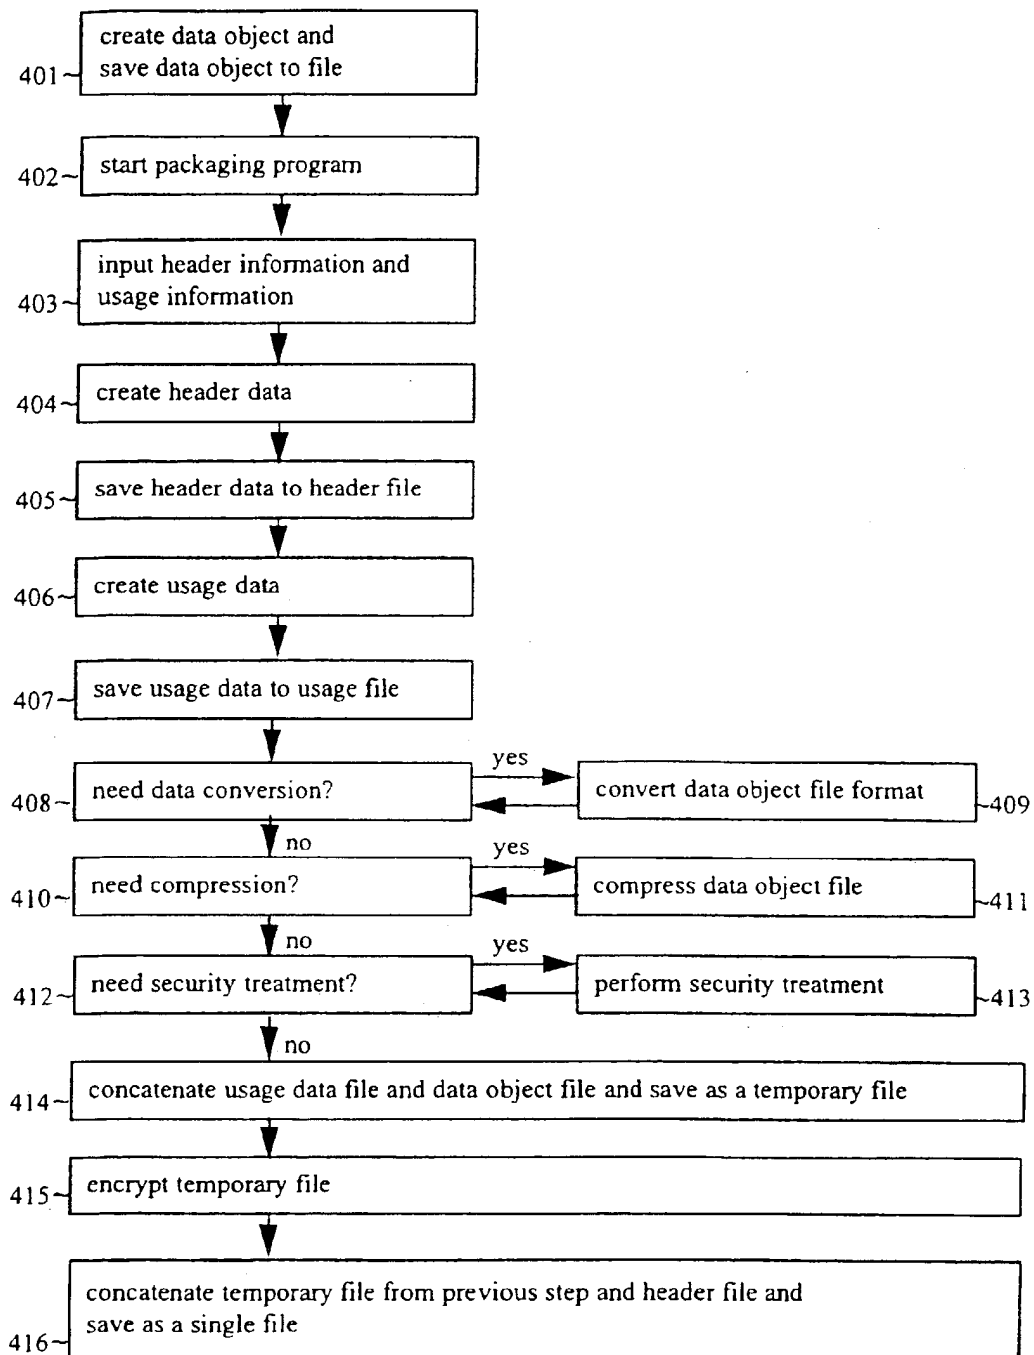 create data object and
save data object to file
401~
start packaging program
402~
input header information and
usage information
403~
create header data
404~
save header data to header file
405~
create usage data
406~
save usage data to usage file
407~
yes
need data conversion?
convert data object file format
408~
~409
no
yes
need compression?
compress data object file
410~
~411
no
yes
need security treatment?
perform security treatment
412~
~413
no
concatenate usage data file and data object file and save as a temporary file
414~
encrypt temporary file
415~
concatenate temporary file from previous step and header file and
save as a single file
416~